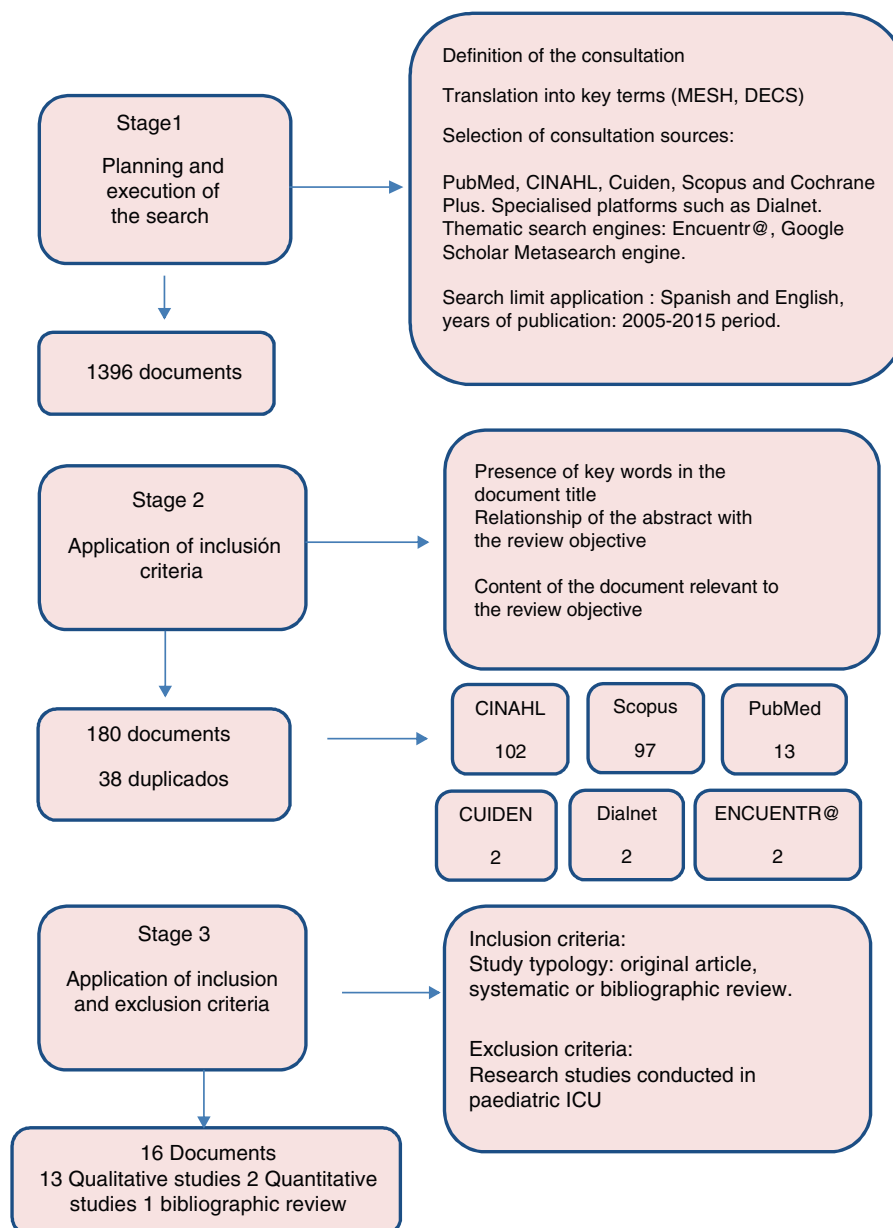 Stage1
Planning and
execution of
the search
Definition of the consultation
Translation into key terms (MESH, DECS)
Selection of consultation sources:
PubMed, CINAHL, Cuiden, Scopus and Cochrane
Plus. Specialised platforms such as Dialnet.
Thematic search engines: Encuentr@, Google
Scholar Metasearch engine.
Search limit application : Spanish and English,
years of publication: 2005-2015 period.
1396 documents
Stage 2
Application of inclusión
criteria
Presence of key words in the
document title
Relationship of the abstract with
the review objective
Content of the document relevant to
the review objective
180 documents
38 duplicados
CINAHL
102
Scopus
97
PubMed
13
CUIDEN
2
Dialnet
2
ENCUENTR@
2
Stage 3
Application of inclusion
and exclusion criteria
Inclusion criteria:
Study typology: original article,
systematic or bibliographic review.
Exclusion criteria:
Research studies conducted in
paediatric ICU
16 Documents
13 Qualitative studies 2 Quantitative
studies 1 bibliographic review